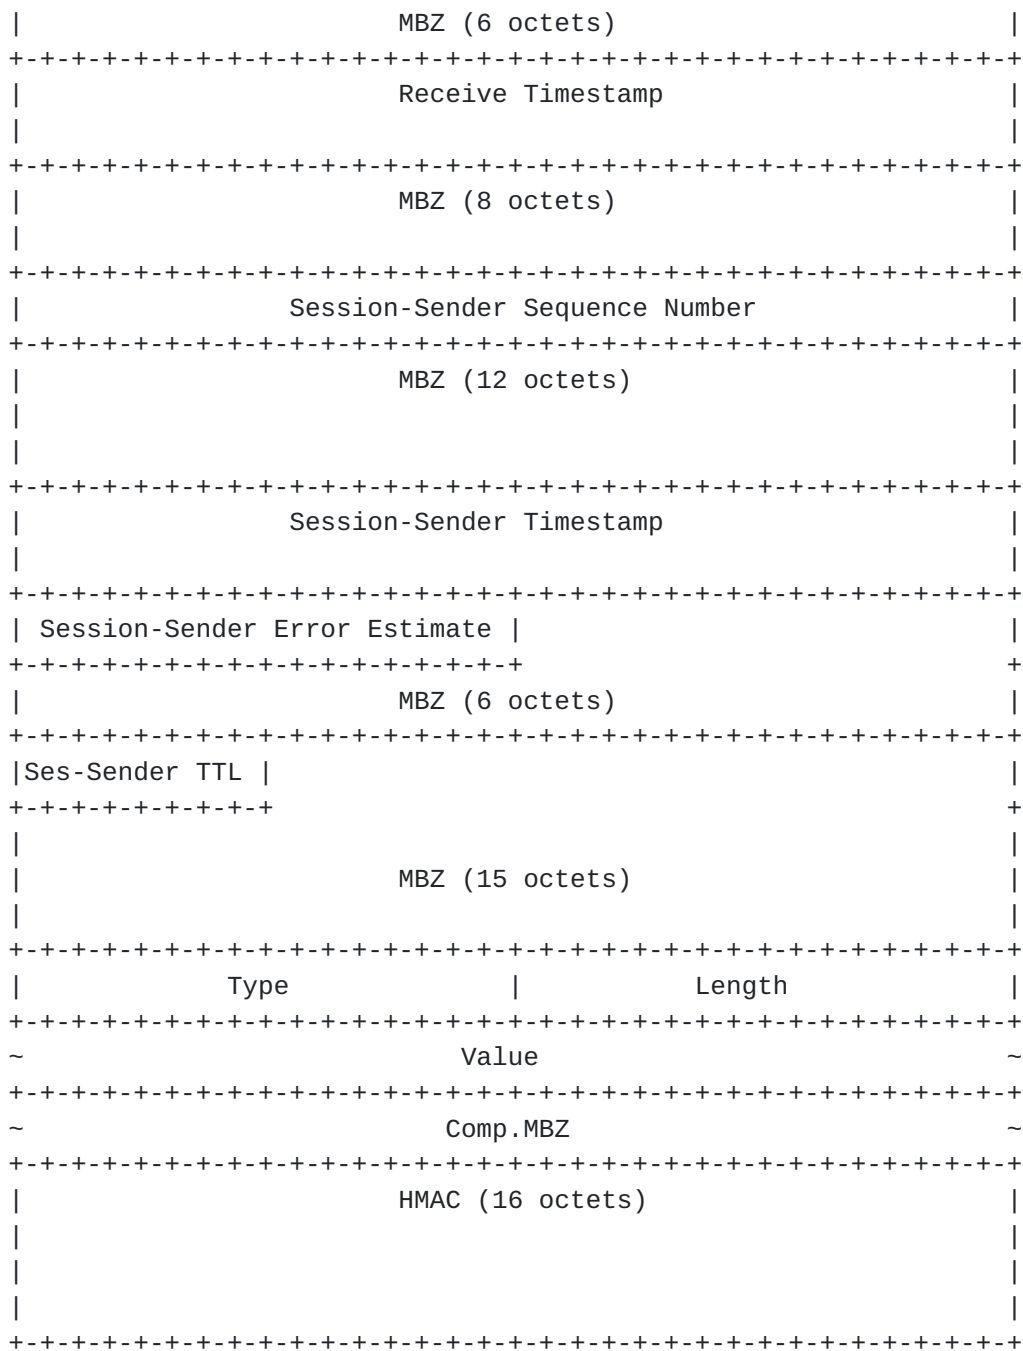 |                        MBZ (6 octets)                         |
+-+-+-+-+-+-+-+-+-+-+-+-+-+-+-+-+-+-+-+-+-+-+-+-+-+-+-+-+-+-+-+-+
|                        Receive Timestamp                      |
|                                                               |
+-+-+-+-+-+-+-+-+-+-+-+-+-+-+-+-+-+-+-+-+-+-+-+-+-+-+-+-+-+-+-+-+
|                        MBZ (8 octets)                         |
|                                                               |
+-+-+-+-+-+-+-+-+-+-+-+-+-+-+-+-+-+-+-+-+-+-+-+-+-+-+-+-+-+-+-+-+
|                 Session-Sender Sequence Number                |
+-+-+-+-+-+-+-+-+-+-+-+-+-+-+-+-+-+-+-+-+-+-+-+-+-+-+-+-+-+-+-+-+
|                        MBZ (12 octets)                        |
|                                                               |
|                                                               |
+-+-+-+-+-+-+-+-+-+-+-+-+-+-+-+-+-+-+-+-+-+-+-+-+-+-+-+-+-+-+-+-+
|                 Session-Sender Timestamp                      |
|                                                               |
+-+-+-+-+-+-+-+-+-+-+-+-+-+-+-+-+-+-+-+-+-+-+-+-+-+-+-+-+-+-+-+-+
| Session-Sender Error Estimate |                               |
+-+-+-+-+-+-+-+-+-+-+-+-+-+-+-+-+                               +
|                        MBZ (6 octets)                         |
+-+-+-+-+-+-+-+-+-+-+-+-+-+-+-+-+-+-+-+-+-+-+-+-+-+-+-+-+-+-+-+-+
|Ses-Sender TTL |                                               |
+-+-+-+-+-+-+-+-+                                               +
|                                                               |
|                        MBZ (15 octets)                        |
|                                                               |
+-+-+-+-+-+-+-+-+-+-+-+-+-+-+-+-+-+-+-+-+-+-+-+-+-+-+-+-+-+-+-+-+
|             Type              |           Length              |
+-+-+-+-+-+-+-+-+-+-+-+-+-+-+-+-+-+-+-+-+-+-+-+-+-+-+-+-+-+-+-+-+
~                            Value                              ~
+-+-+-+-+-+-+-+-+-+-+-+-+-+-+-+-+-+-+-+-+-+-+-+-+-+-+-+-+-+-+-+-+
~                           Comp.MBZ                            ~
+-+-+-+-+-+-+-+-+-+-+-+-+-+-+-+-+-+-+-+-+-+-+-+-+-+-+-+-+-+-+-+-+
|                        HMAC (16 octets)                       |
|                                                               |
|                                                               |
|                                                               |
+-+-+-+-+-+-+-+-+-+-+-+-+-+-+-+-+-+-+-+-+-+-+-+-+-+-+-+-+-+-+-+-+